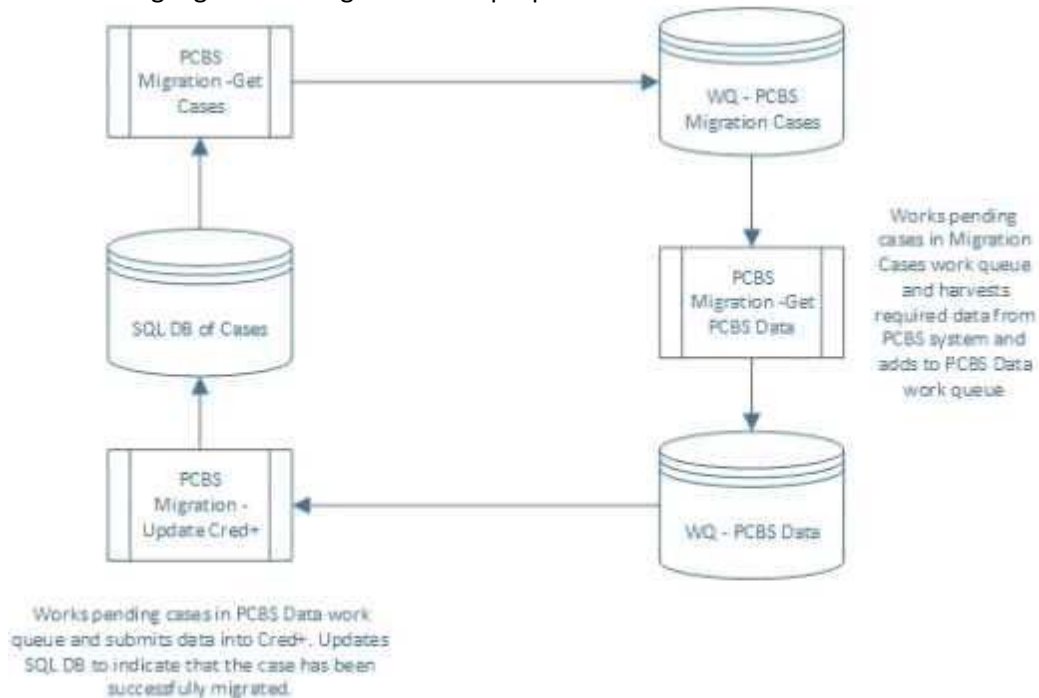 PCBS
Migration -Get
Cases
WQ - PCBS
Migration Cases
Works pending
cases in Migration
Cases work queue
and harvests
required data from
PCBS system and
adds to PCBS Data
work queue
PCBS
Migration -Get
PCBS Data
SQL DB of Cases
PCBS
Migration -
Update Cred+
WQ - PCBS Data
Works pending cases in PCBS Data work
queue and submits data into Cred+. Updates
SQL DB to indicate that the case has been
successfully migrated.